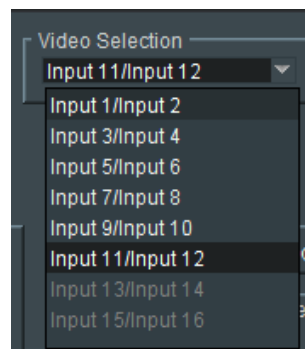 Video Selection
Input 11/Input 12
Input 1/Input 2
Input 3/Input 4
Input 5/Input 6
Input 7/Input 8
Input 9/Input 10
Input 11/Input 12
Input 13/Input 14
Input 15/Input 16